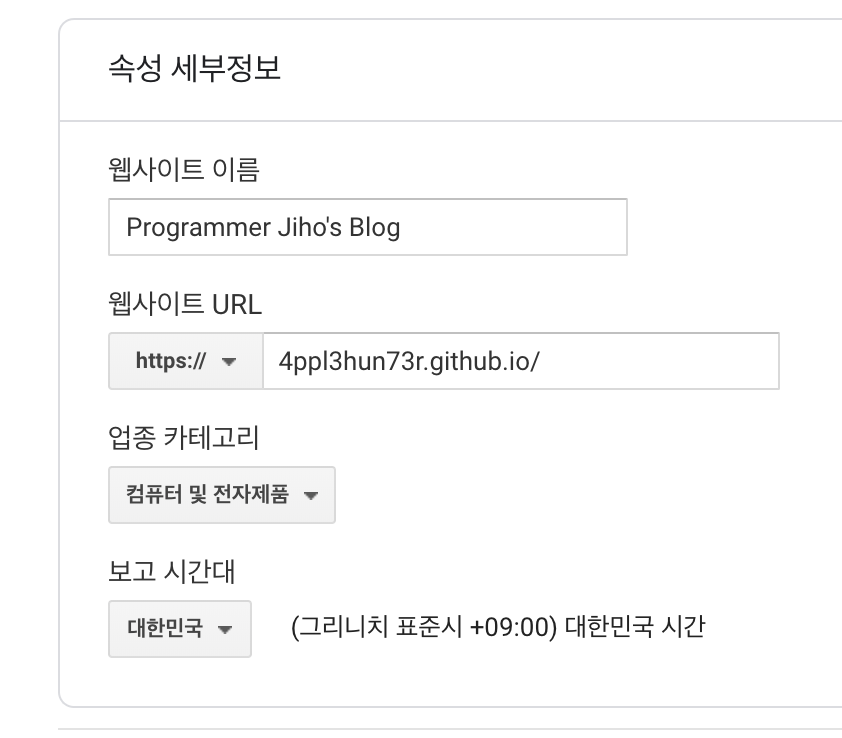 속성 세부정보
웹사이트 이름
Programmer Jiho's Blog
웹사이트 URL
https:// 4ppl3hun73r.github.io/
업종 카테고리
컴퓨터 및 전자제품
보고 시간대
대한민국 (그리니치 표준시 +09:00) 대한민국 시간